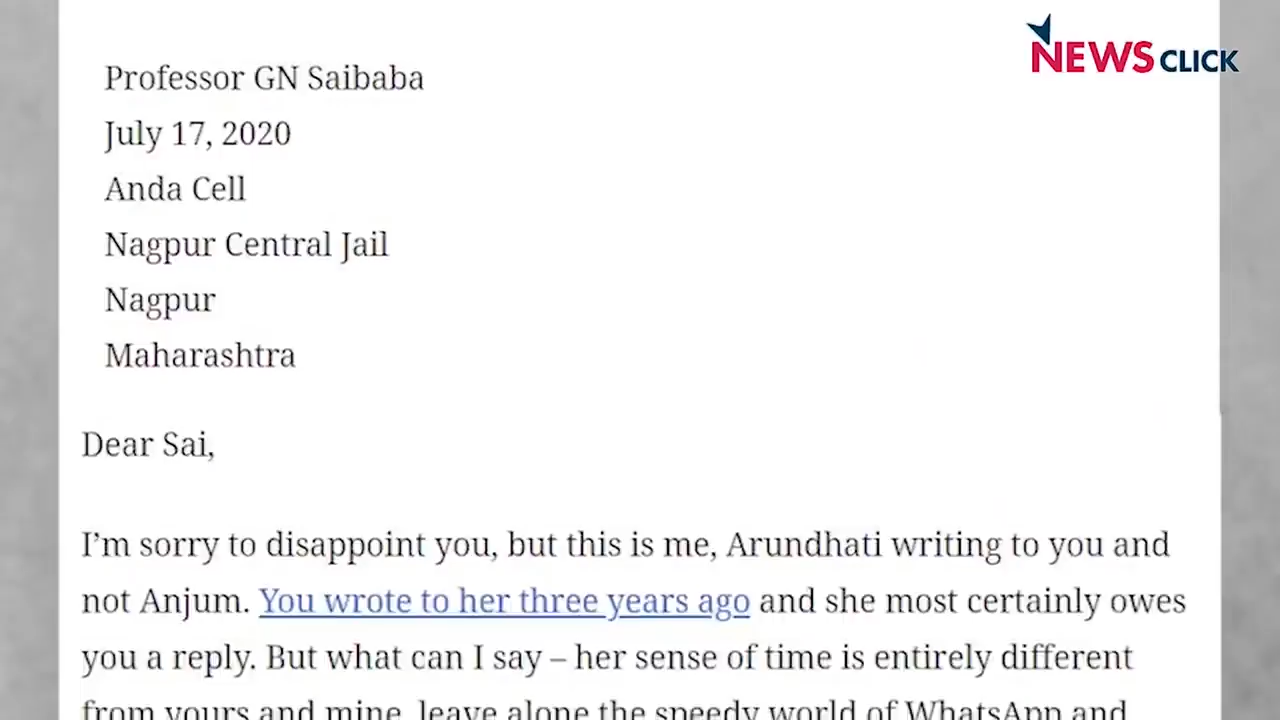 NEWS CLICK
Professor GN Saibaba
July 17, 2020
Anda Cell
Nagpur Central Jail
Nagpur
Maharashtra
Dear Sai,
I’m sorry to disappoint you, but this is me, Arundhati writing to you and
not Anjum. You wrote to her three years ago and she most certainly owes
you a reply. But what can I say – her sense of time is entirely different
from yours and mine, leave alone the speedy world of WhatsApp and